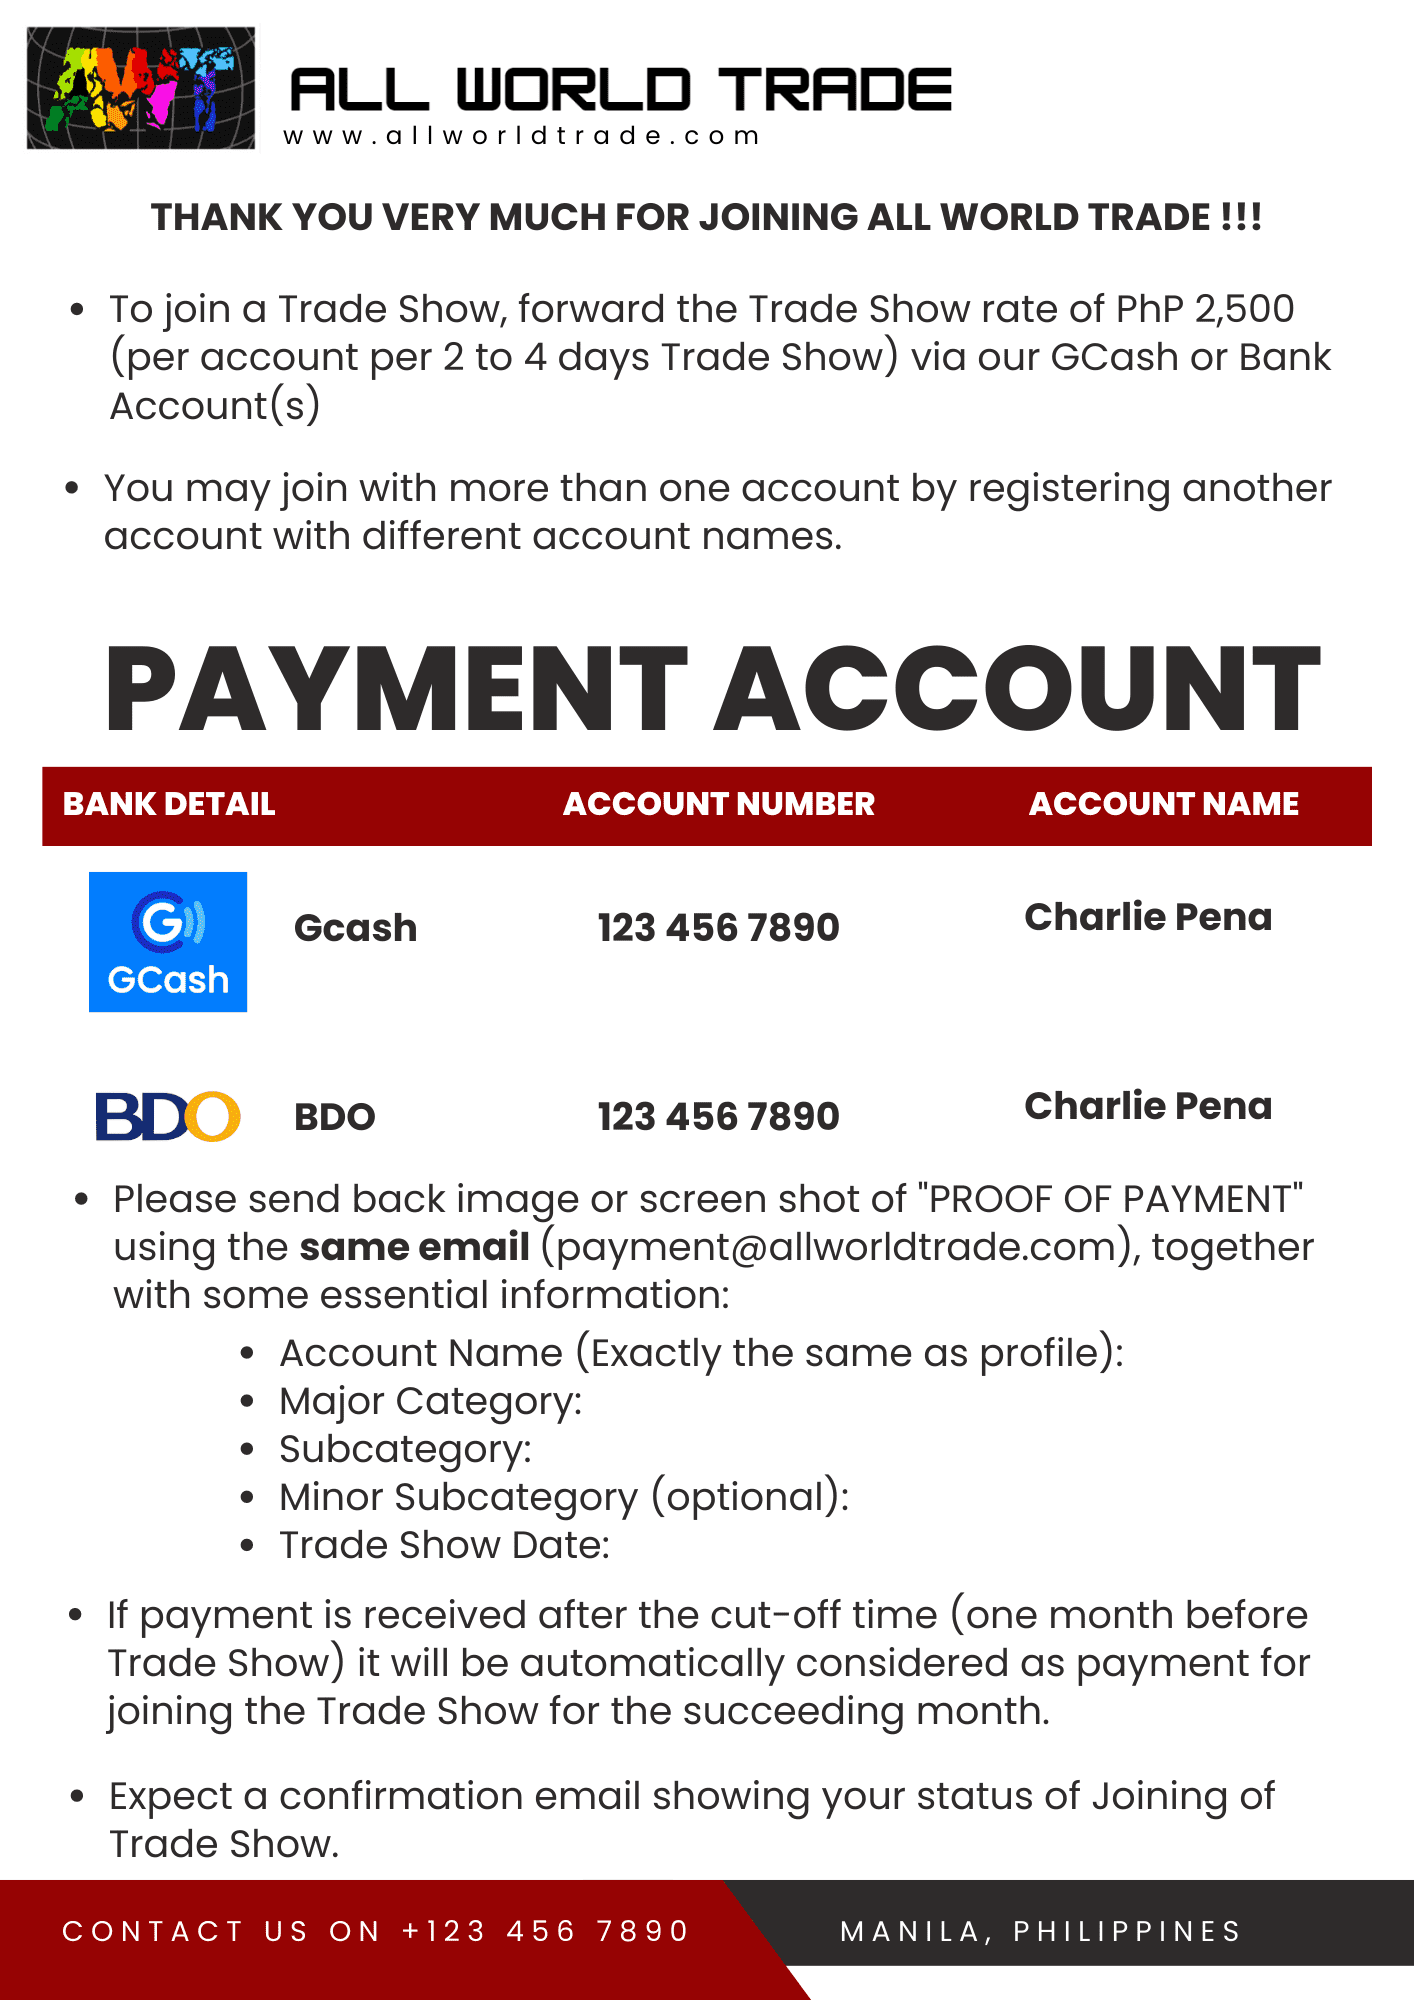 AWT
ALL WORLD TRADE
www.allworldtrade.com
THANK YOU VERY MUCH FOR JOINING ALL WORLD TRADE !!!
• To join a Trade Show, forward the Trade Show rate of PhP 2,500
(per account per 2 to 4 days Trade Show) via our GCash or Bank
Account(s)
• You may join with more than one account by registering another
account with different account names.
PAYMENT ACCOUNT
BANK DETAIL ACCOUNT NUMBER ACCOUNT NAME
GCash
Gcash 123 456 7890 Charlie Pena
BDO
BDO 123 456 7890 Charlie Pena
• Please send back image or screen shot of "PROOF OF PAYMENT"
using the same email (payment@allworldtrade.com), together
with some essential information:
• Account Name (Exactly the same as profile):
• Major Category:
• Subcategory:
• Minor Subcategory (optional):
• Trade Show Date:
• If payment is received after the cut-off time (one month before
Trade Show) it will be automatically considered as payment for
joining the Trade Show for the succeeding month.
• Expect a confirmation email showing your status of Joining of
Trade Show.
CONTACT US ON +123 456 7890 MANILA, PHILIPPINES